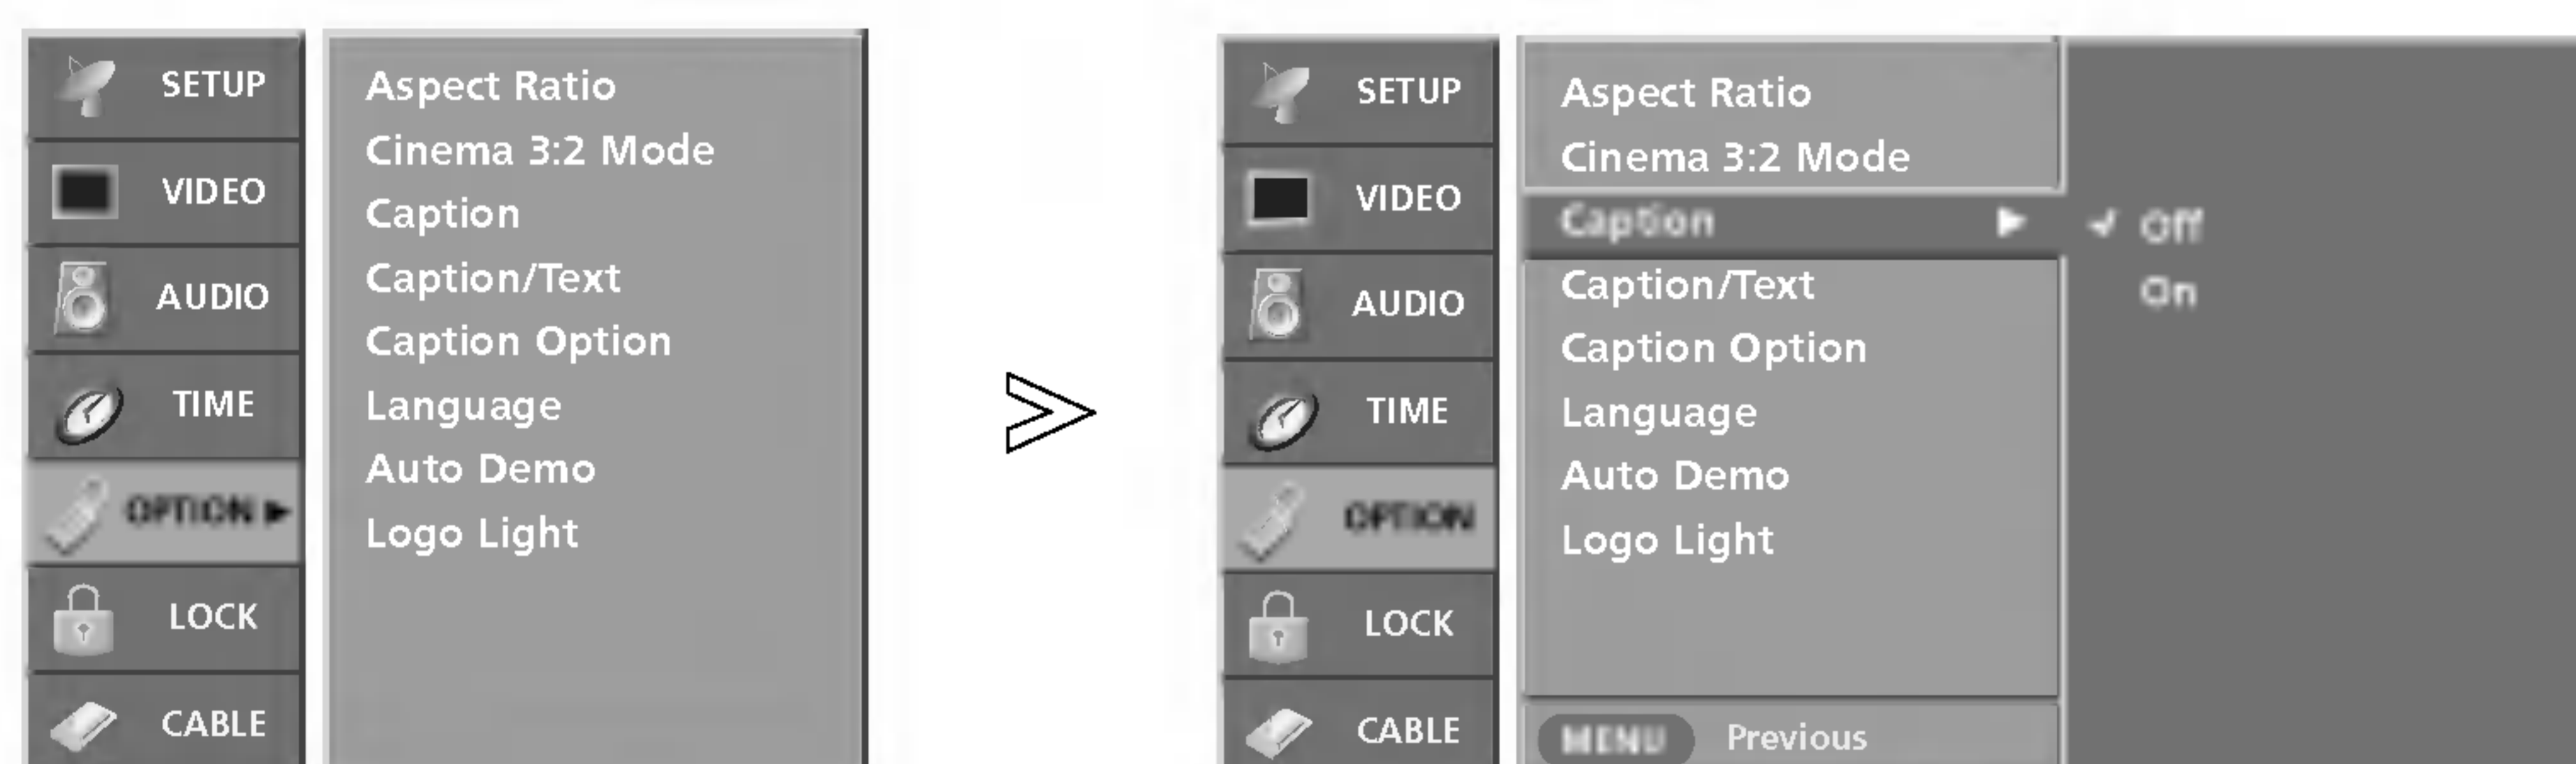 SETUP
VIDEO
AUDIO
TIME
OPTION ▶
LOCK
CABLE
Aspect Ratio
Cinema 3:2 Mode
Caption
Caption/Text
Caption Option
Language
Auto Demo
Logo Light
>
SETUP
VIDEO
AUDIO
TIME
OPTION
LOCK
CABLE
Aspect Ratio
Cinema 3:2 Mode
Caption ▶
Caption/Text
Caption Option
Language
Auto Demo
Logo Light
MENU Previous
✓ Off
On